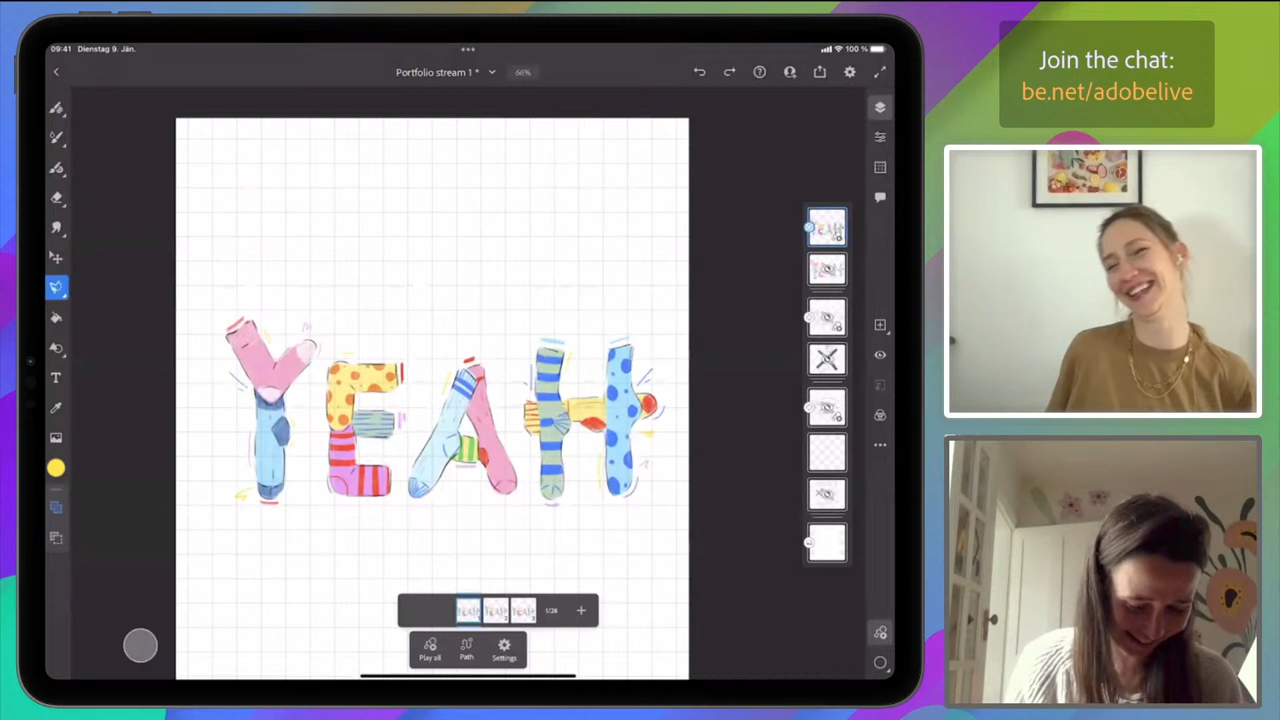 09:41 Dienstag 9. Jän.
100 %
Portfolio stream 1 *
66%
Join the chat:
be.net/adobelive
T
YEAH
1/28
Play all
Path
Settings